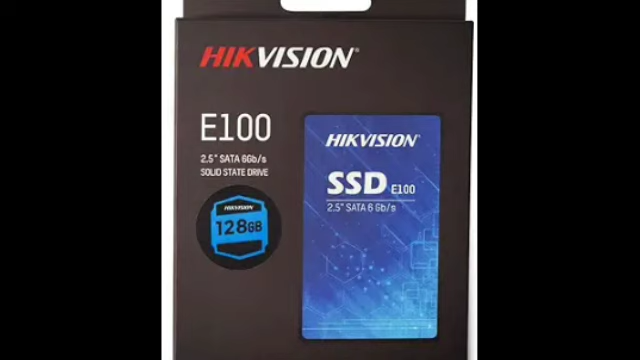 HIKVISION
E100
2.5" SATA 6Gb/s
SOLID STATE DRIVE
HIKVISION
128GB
HIKVISION
SSD E100
2.5" SATA 6 Gb/s